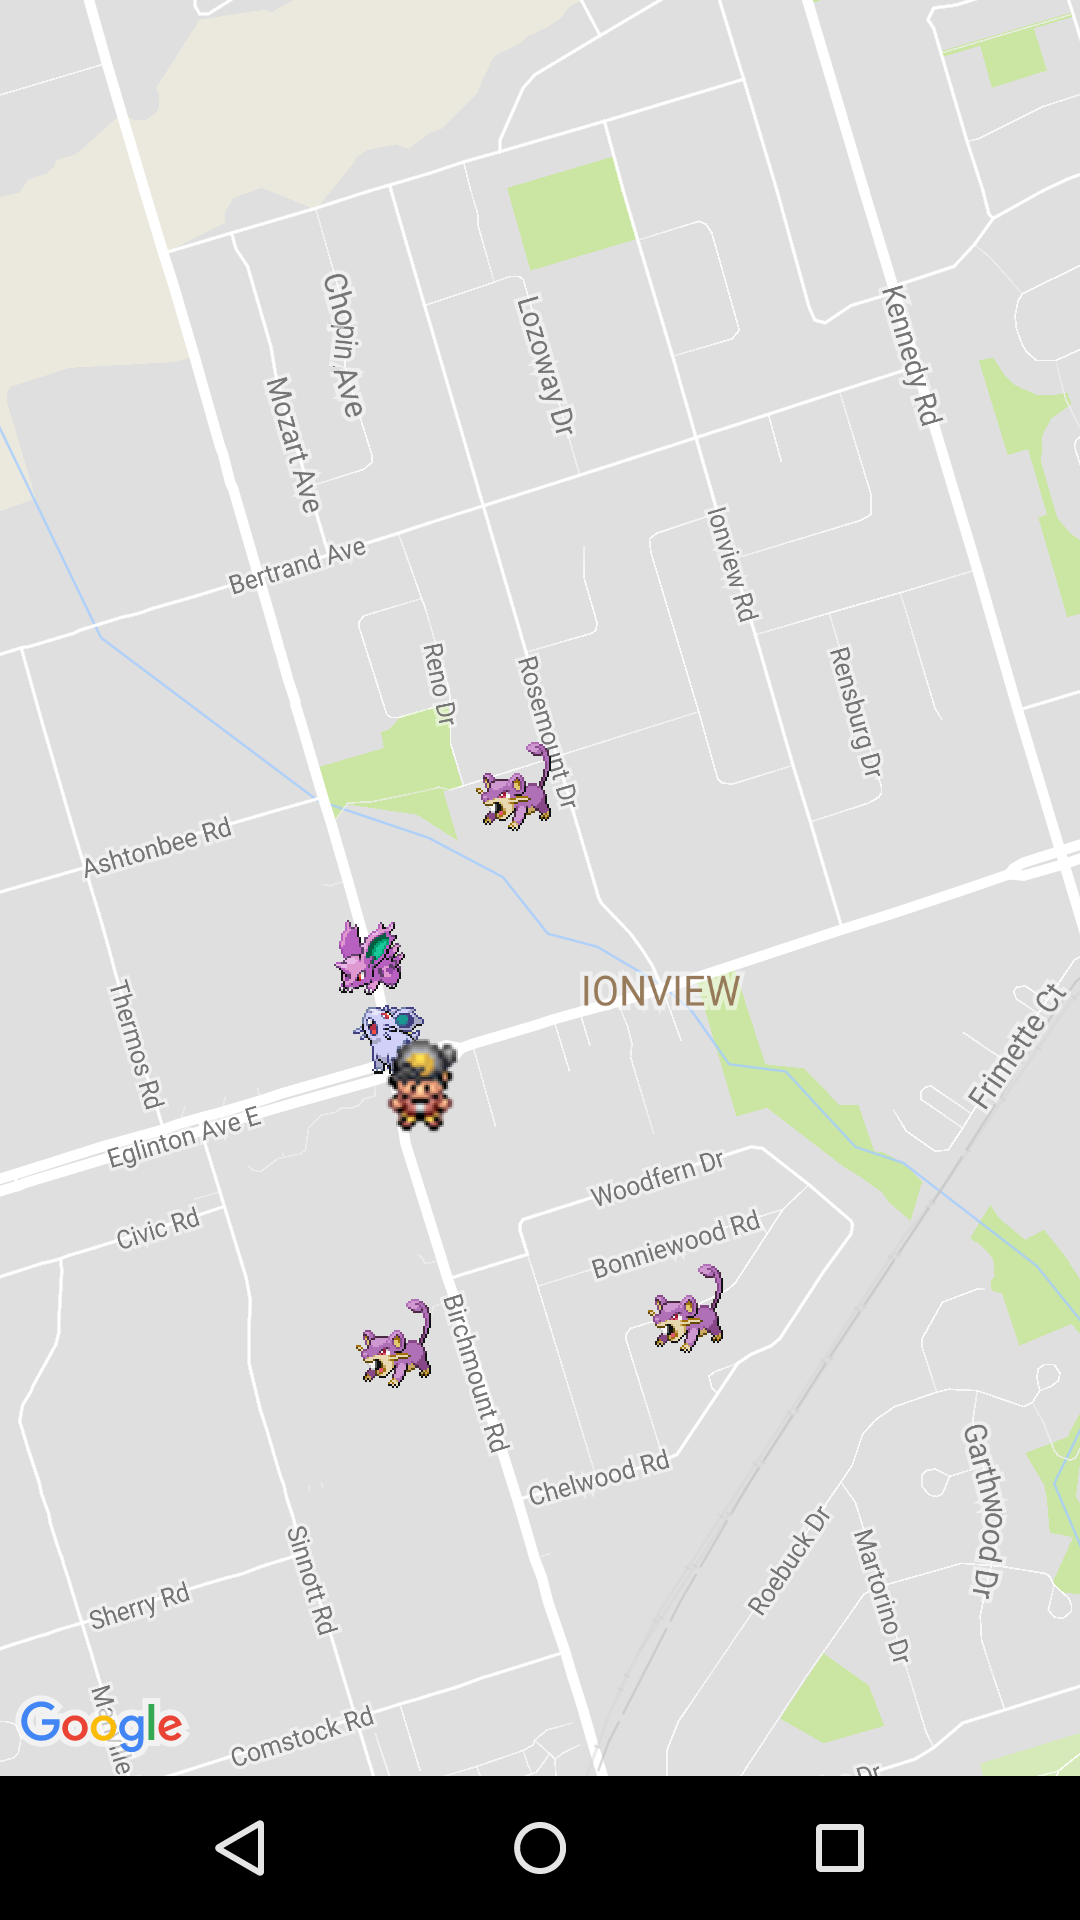 Chopin Ave
Lozoway Dr
Kennedy Rd
Mozart Ave
Bertrand Ave
Ionview Rd
Reno Dr
Rosemount Dr
Rensburg Dr
Ashtonbee Rd
IONVIEW
Thermos Rd
Frimette Ct
Eglinton Ave E
Woodfern Dr
Civic Rd
Bonniewood Rd
Birchmount Rd
Chelwood Rd
Garthwood Dr
Roebuck Dr
Martorino Dr
Sinnott Rd
Sherry Rd
Google
Comstock Rd
Dr